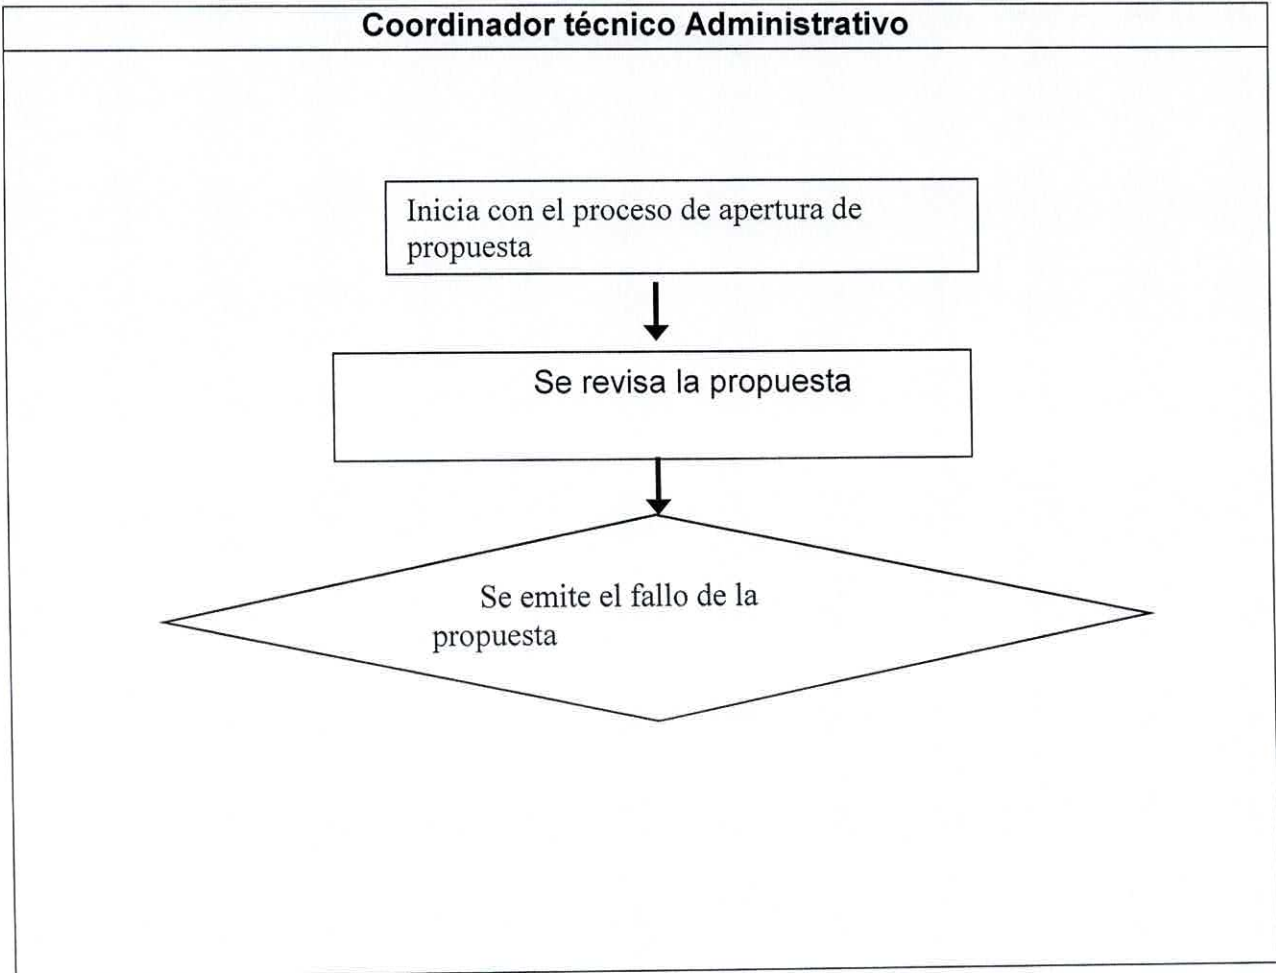 Coordinador técnico Administrativo
Inicia con el proceso de apertura de
propuesta
Se revisa la propuesta
Se emite el fallo de la
propuesta